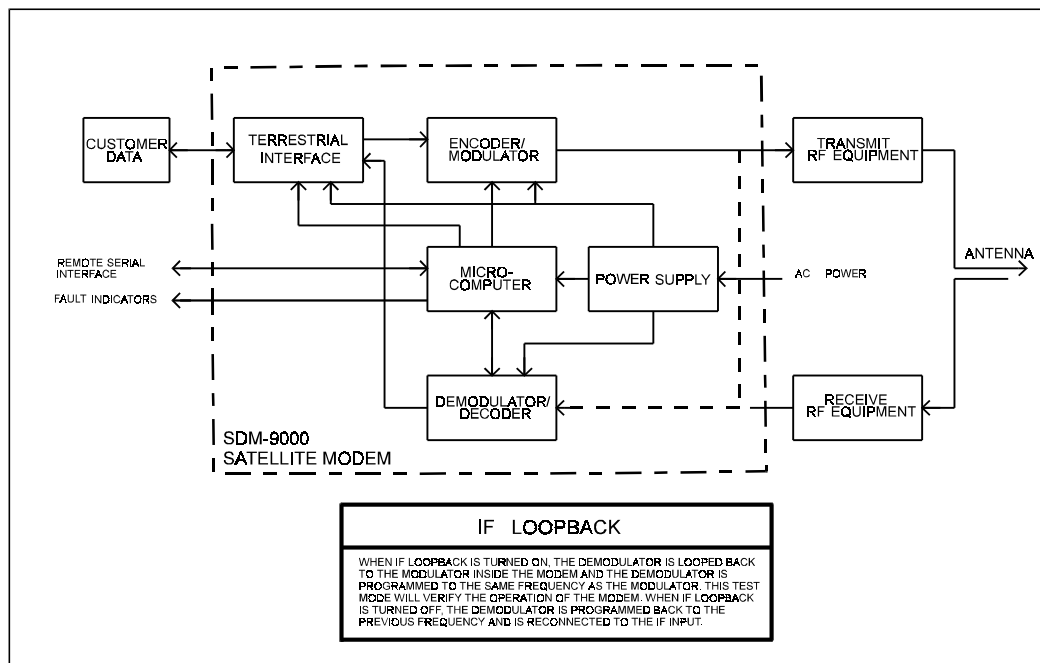 CUSTOMER
DATA
TERRESTRIAL
INTERFACE
ENCODER/
MODULATOR
TRANSMIT
RF EQUIPMENT
REMOTE SERIAL
INTERFACE
FAULT INDICATORS
MICRO-
COMPUTER
POWER SUPPLY
AC POWER
ANTENNA
DEMODULATOR/
DECODER
RECEIVE
RF EQUIPMENT
SDM-9000
SATELLITE MODEM
IF LOOPBACK
WHEN IF LOOPBACK IS TURNED ON, THE DEMODULATOR IS LOOPED BACK
TO THE MODULATOR INSIDE THE MODEM AND THE DEMODULATOR IS
PROGRAMMED TO THE SAME FREQUENCY AS THE MODULATOR. THIS TEST
MODE WILL VERIFY THE OPERATION OF THE MODEM. WHEN IF LOOPBACK
IS TURNED OFF, THE DEMODULATOR IS PROGRAMMED BACK TO THE
PREVIOUS FREQUENCY AND IS RECONNECTED TO THE IF INPUT.